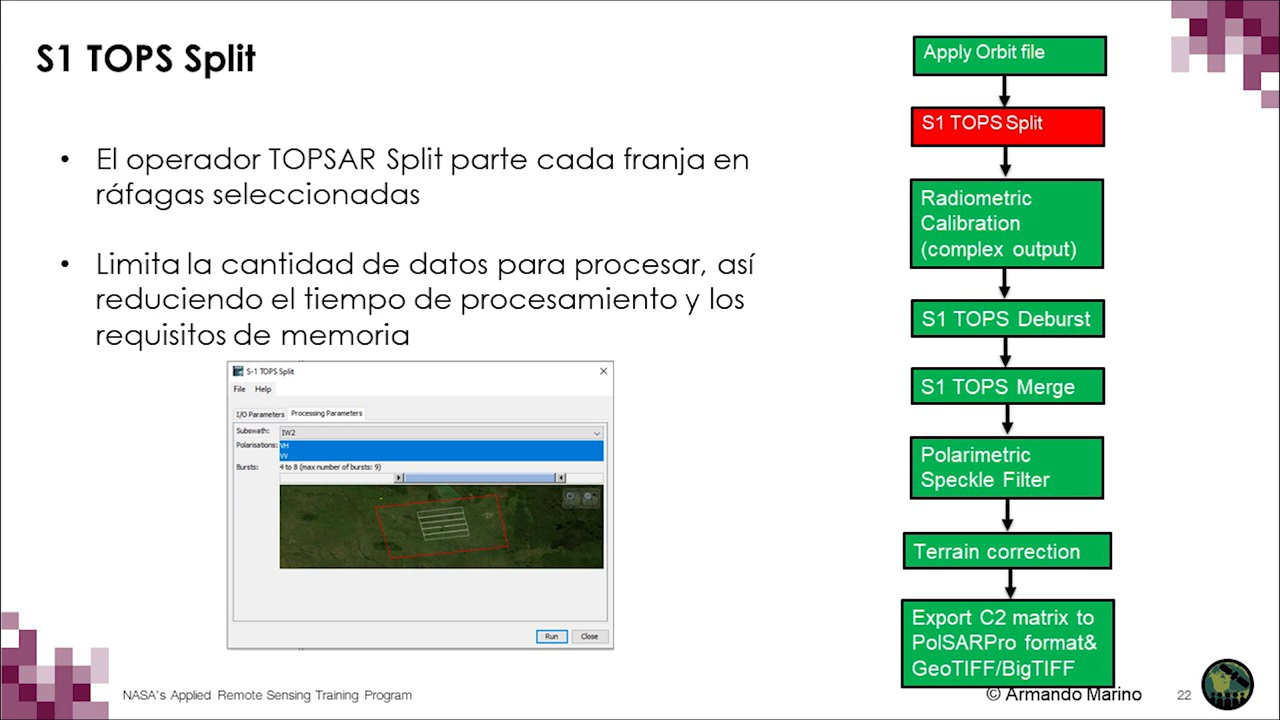 S1 TOPS Split
• El operador TOPSAR Split parte cada franja en
ráfagas seleccionadas
• Limita la cantidad de datos para procesar, así
reduciendo el tiempo de procesamiento y los
requisitos de memoria
S-1 TOPS Split
File Help
I/O Parameters Processing Parameters
Subswath: IW2
Polarisations: VH
VV
Bursts: 4 to 8 (max number of bursts: 9)
Run Close
Apply Orbit file
S1 TOPS Split
Radiometric
Calibration
(complex output)
S1 TOPS Deburst
S1 TOPS Merge
Polarimetric
Speckle Filter
Terrain correction
Export C2 matrix to
PolSARPro format&
GeoTIFF/BigTIFF
NASA's Applied Remote Sensing Training Program
© Armando Marino
22